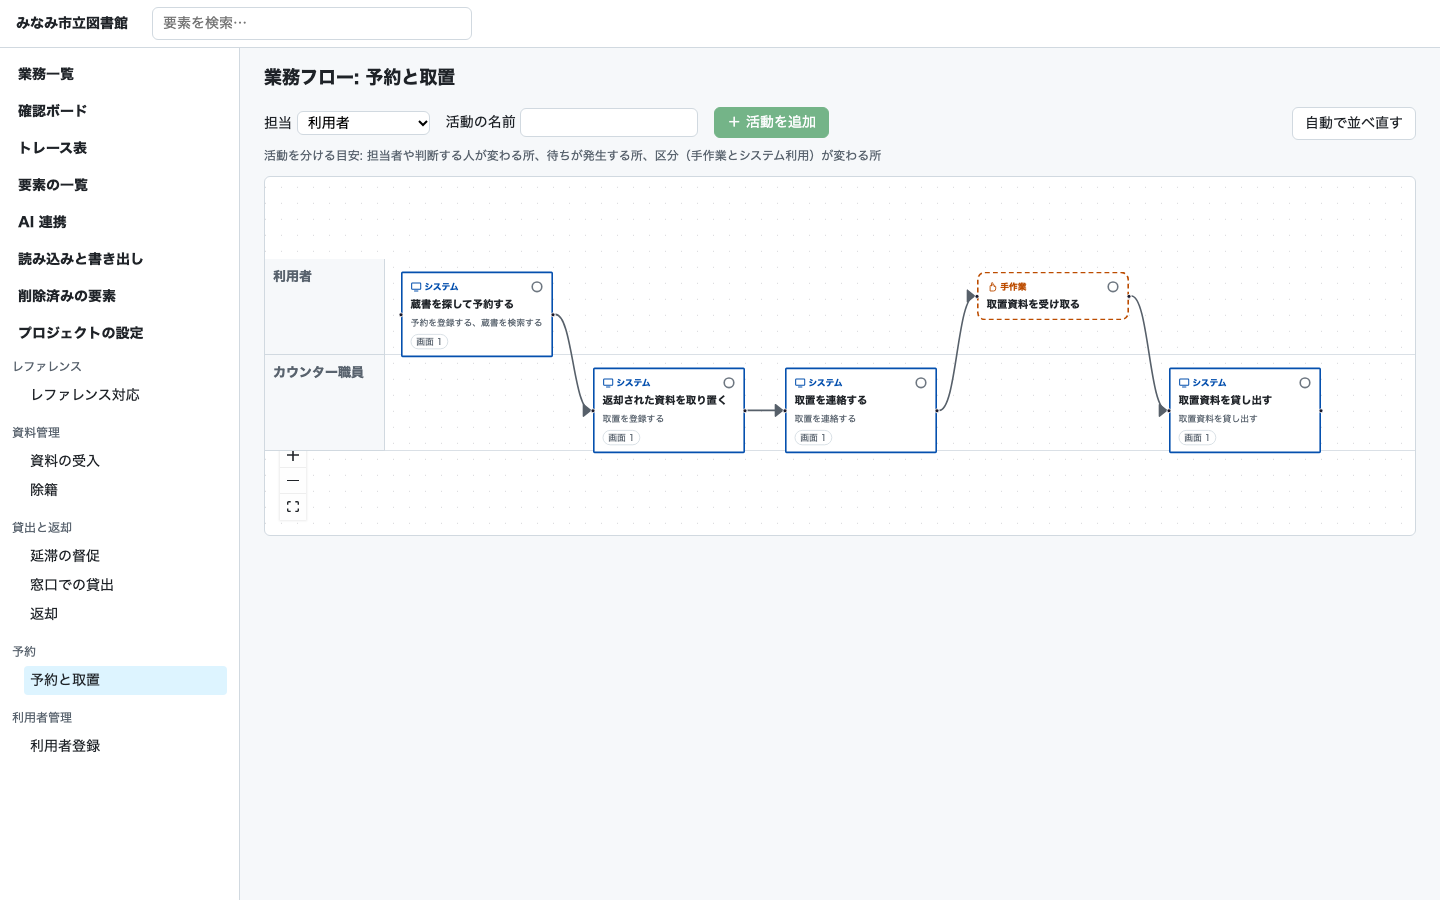 みなみ市立図書館
要素を検索…
業務一覧
確認ボード
トレース表
要素の一覧
AI 連携
読み込みと書き出し
削除済みの要素
プロジェクトの設定
レファレンス
レファレンス対応
資料管理
資料の受入
除籍
貸出と返却
延滞の督促
窓口での貸出
返却
予約
予約と取置
利用者管理
利用者登録
業務フロー: 予約と取置
担当 利用者 活動の名前 + 活動を追加 自動で並べ直す
活動を分ける目安: 担当者や判断する人が変わる所、待ちが発生する所、区分（手作業とシステム利用）が変わる所
利用者
システム
蔵書を探して予約する
予約を登録する、蔵書を検索する
画面 1
手作業
取置資料を受け取る
カウンター職員
システム
返却された資料を取り置く
取置を登録する
画面 1
システム
取置を連絡する
取置を連絡する
画面 1
システム
取置資料を貸し出す
取置資料を貸し出す
画面 1